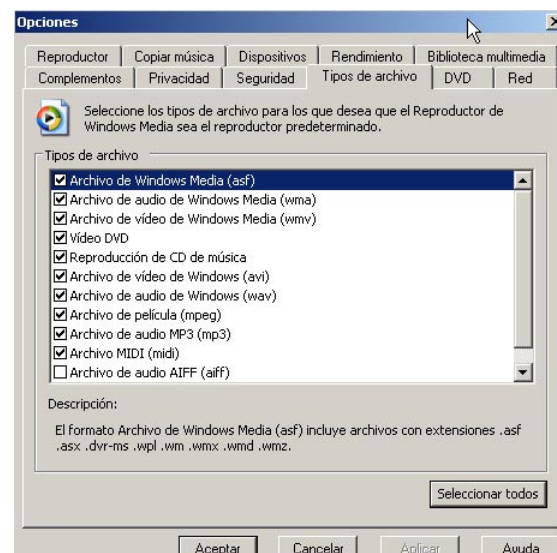 Opciones
Reproductor Copiar música Dispositivos Rendimiento Biblioteca multimedia
Complementos Privacidad Seguridad Tipos de archivo DVD Red
Seleccione los tipos de archivo para los que desea que el Reproductor de
Windows Media sea el reproductor predeterminado.
Tipos de archivo
Archivo de Windows Media (asf)
Archivo de audio de Windows Media (wma)
Archivo de vídeo de Windows Media (wmv)
Vídeo DVD
Reproducción de CD de música
Archivo de vídeo de Windows (avi)
Archivo de audio de Windows (wav)
Archivo de película (mpeg)
Archivo de audio MP3 (mp3)
Archivo MIDI (midi)
Archivo de audio AIFF (aiff)
Descripción:
El formato Archivo de Windows Media (asf) incluye archivos con extensiones .asf
.asx .dvr-ms .wpl .wm .wmx .wmd .wmz.
Seleccionar todos
Aceptar Cancelar Aplicar Ayuda